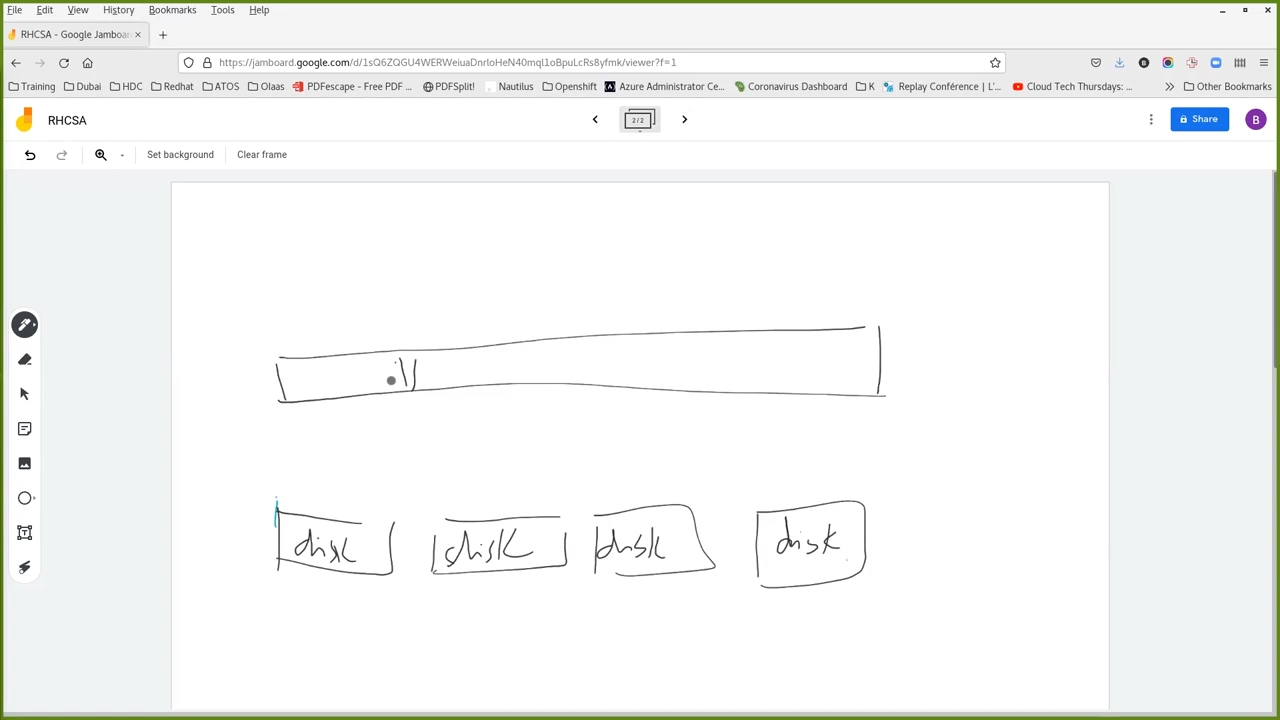 File Edit View History Bookmarks Tools Help
RHCSA - Google Jamboard
https://jamboard.google.com/d/1sQ6ZQGU4WERWeiuaDnrIoHeN40mql1oBpuLcRs8yfmk/viewer?f=1
Training Dubai HDC Redhat ATOS Olaas PDFescape - Free PDF ... PDFSplit! Nautilus Openshift Azure Administrator Ce... Coronavirus Dashboard K Replay Conférence | L'... Cloud Tech Thursdays: ... Other Bookmarks
RHCSA 2/2 Share B
Set background Clear frame
disk disk disk disk